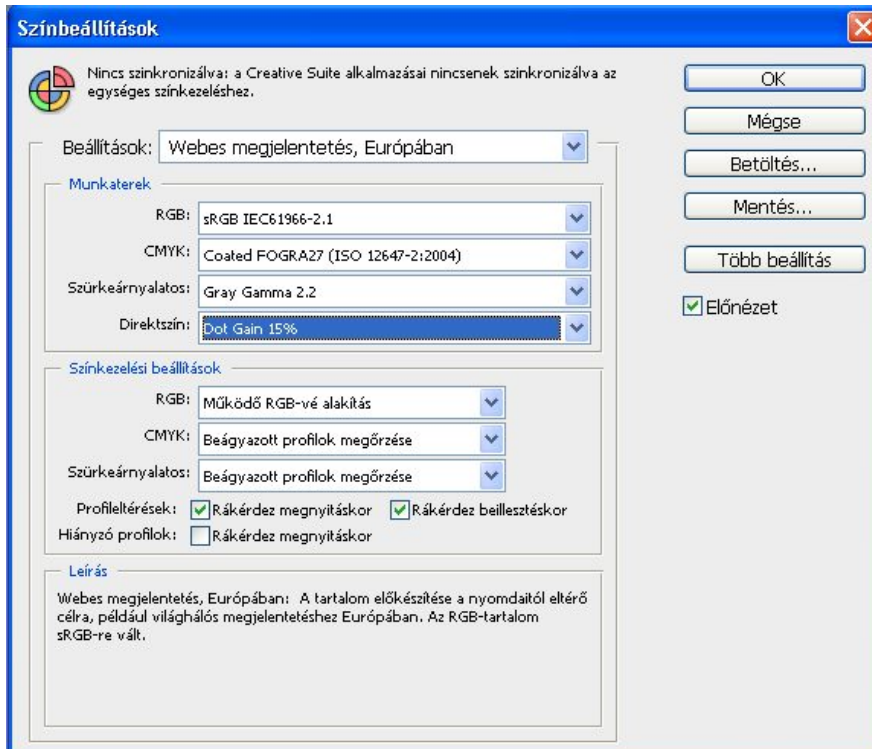 Színbeállítások
Nincs szinkronizálva: a Creative Suite alkalmazásai nincsenek szinkronizálva az
egységes színkezeléshez.
Beállítások: Webes megjelentetés, Európában
Munkaterek
RGB: sRGB IEC61966-2.1
CMYK: Coated FOGRA27 (ISO 12647-2:2004)
Szürkeárnyalatos: Gray Gamma 2.2
Direktszín: Dot Gain 15%
Színkezelési beállítások
RGB: Működő RGB-vé alakítás
CMYK: Beágyazott profilok megőrzése
Szürkeárnyalatos: Beágyazott profilok megőrzése
Profileltérések: Rákérdez megnyitáskor Rákérdez beillesztéskor
Hiányzó profilok: Rákérdez megnyitáskor
Leírás
Webes megjelentetés, Európában: A tartalom előkészítése a nyomdaitól eltérő
célra, például világhálós megjelentetéshez Európában. Az RGB-tartalom
sRGB-re vált.
OK
Mégse
Betöltés...
Mentés...
Több beállítás
Előnézet